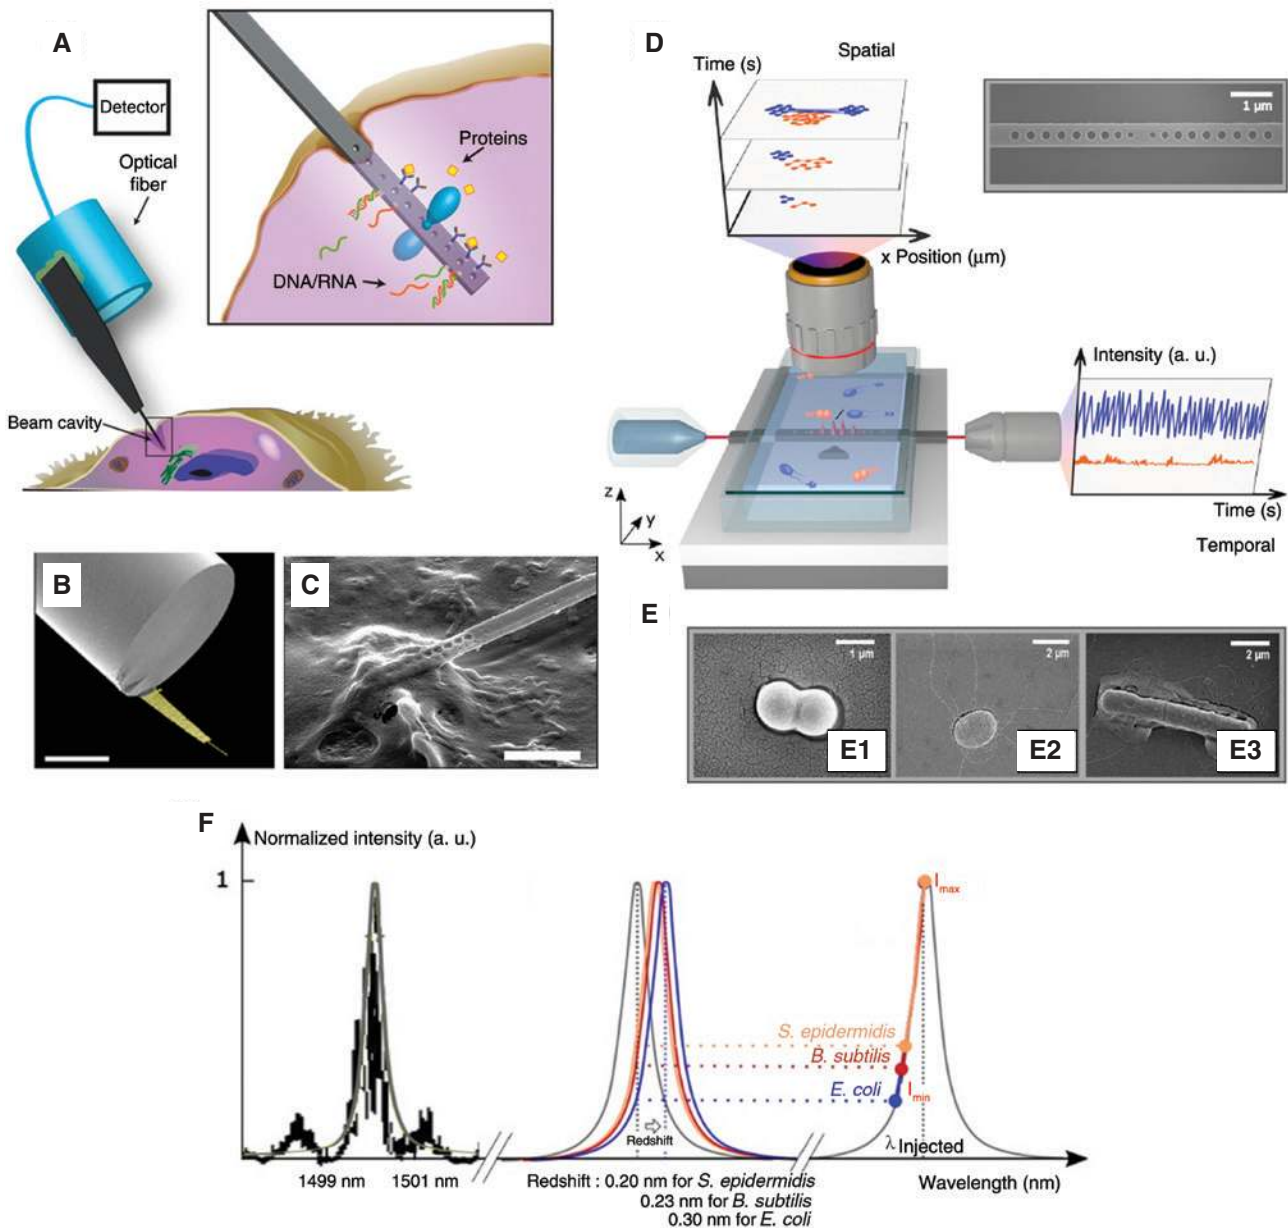 A
Detector
Optical
fiber
Beam cavity
Proteins
DNA/RNA
B
C
D
Spatial
Time (s)
x Position (µm)
1 µm
Intensity (a. u.)
Time (s)
Temporal
z
y
x
E
1 µm
E1
2 µm
E2
2 µm
E3
F
Normalized intensity (a. u.)
1
1499 nm
1501 nm
Redshift
Redshift : 0.20 nm for S. epidermidis
0.23 nm for B. subtilis
0.30 nm for E. coli
S. epidermidis
B. subtilis
E. coli
Imax
Imin
λ Injected
Wavelength (nm)